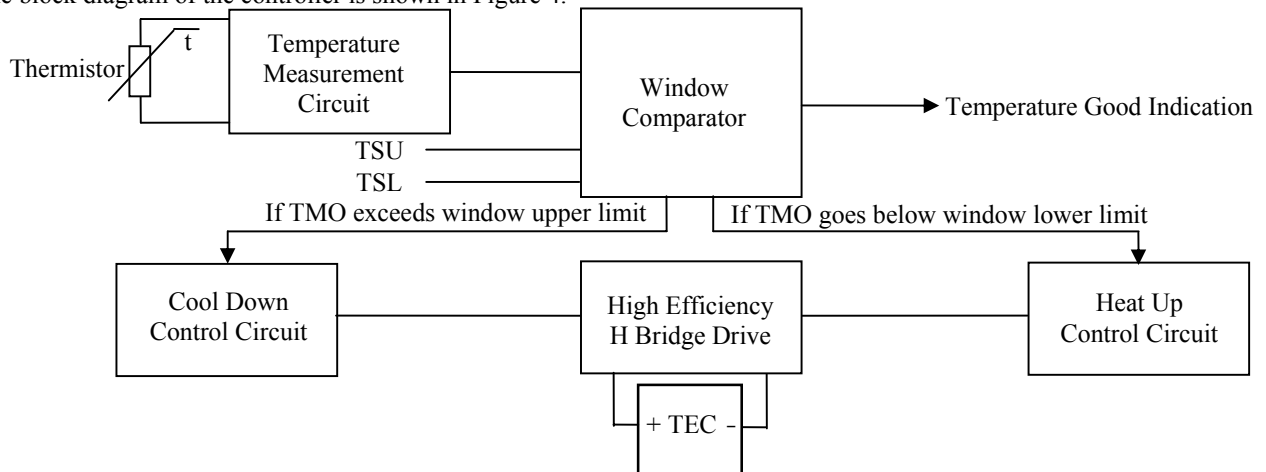 e block diagram of the controller is shown in Figure 4.
Thermistor
t
Temperature
Measurement
Circuit
Window
Comparator
Temperature Good Indication
TSU
TSL
If TMO exceeds window upper limit
If TMO goes below window lower limit
Cool Down
Control Circuit
High Efficiency
H Bridge Drive
Heat Up
Control Circuit
+ TEC -